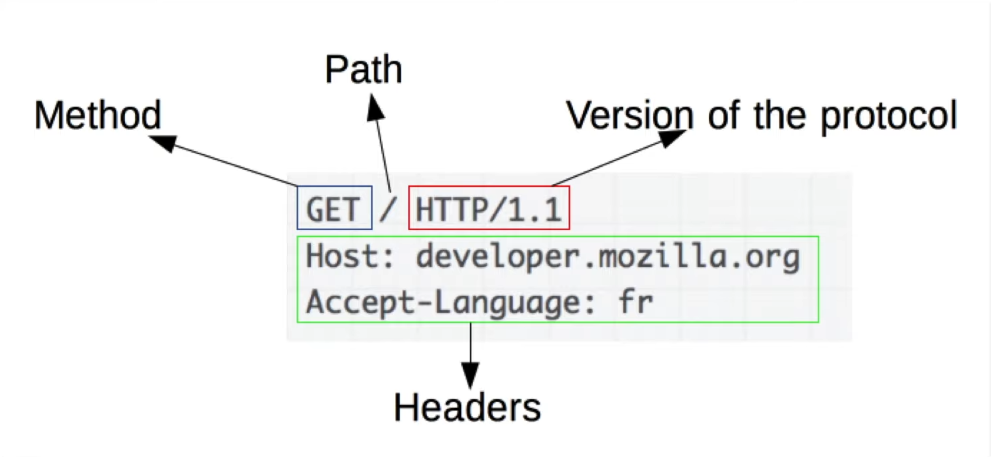 Path
Method
Version of the protocol
GET / HTTP/1.1
Host: developer.mozilla.org
Accept-Language: fr
Headers